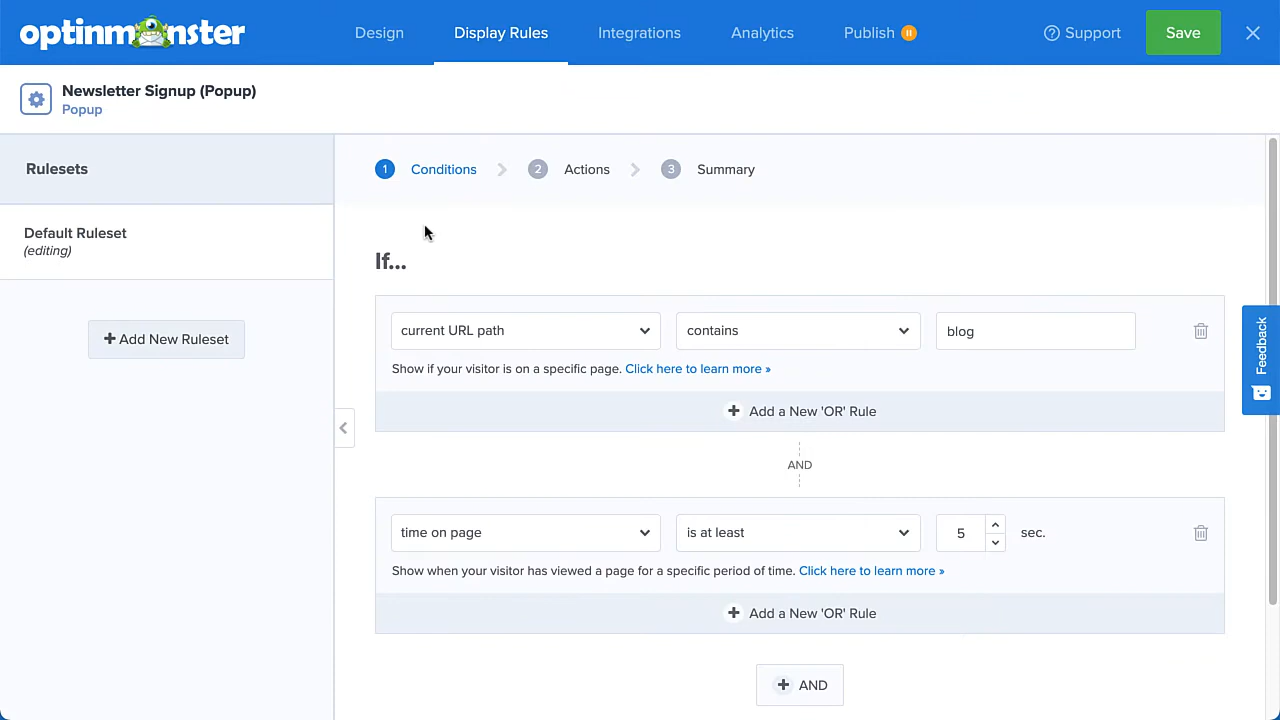 optinmonster
Design
Display Rules
Integrations
Analytics
Publish
Support
Save
Newsletter Signup (Popup)
Popup
Rulesets
1 Conditions
2 Actions
3 Summary
Default Ruleset
(editing)
Add New Ruleset
If...
current URL path
contains
blog
Show if your visitor is on a specific page. Click here to learn more »
+ Add a New 'OR' Rule
AND
time on page
is at least
5
sec.
Show when your visitor has viewed a page for a specific period of time. Click here to learn more »
+ Add a New 'OR' Rule
+ AND
Feedback